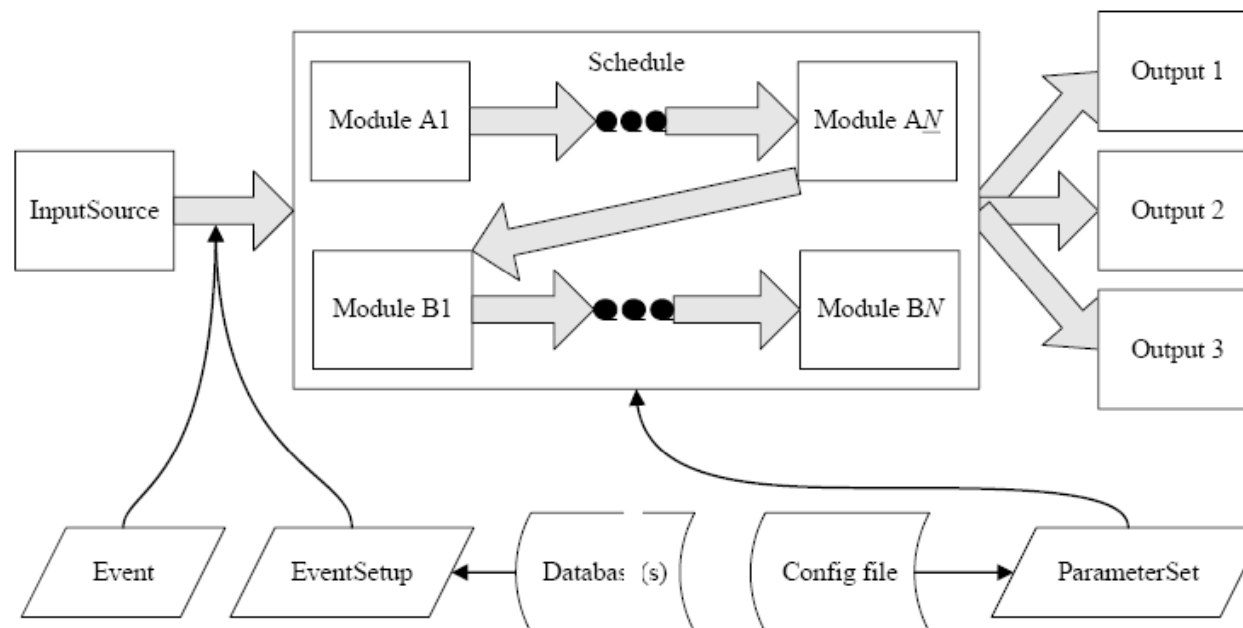 Schedule
Module A1
Module AN
InputSource
Module B1
Module BN
Output 1
Output 2
Output 3
Event
EventSetup
Databas (s)
Config file
ParameterSet